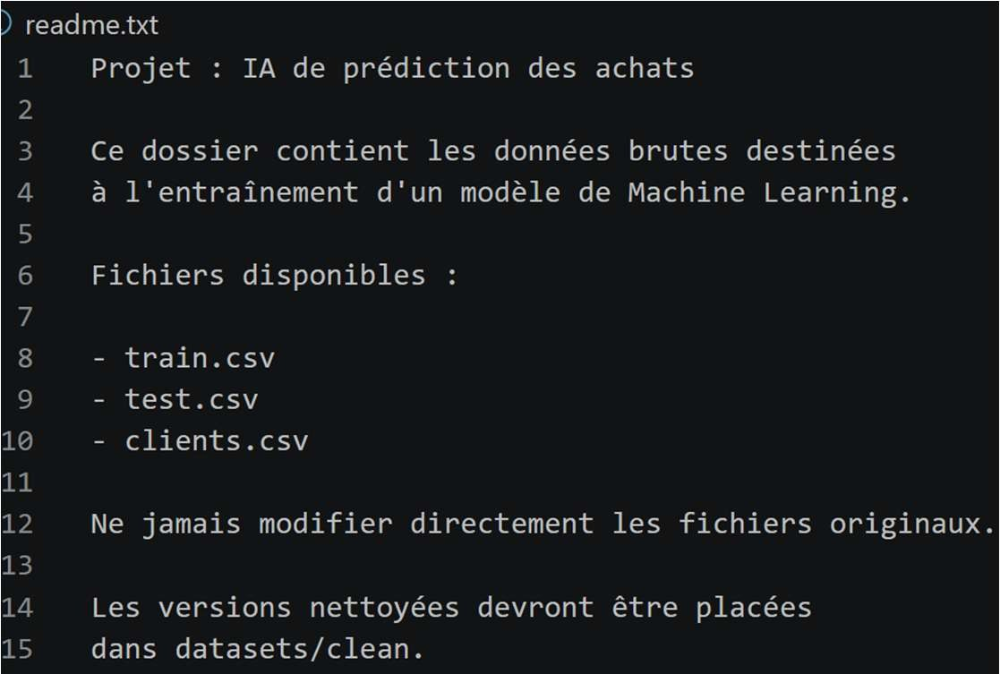 readme.txt
1 Projet : IA de prédiction des achats
2
3 Ce dossier contient les données brutes destinées
4 à l'entraînement d'un modèle de Machine Learning.
5
6 Fichiers disponibles :
7
8 - train.csv
9 - test.csv
10 - clients.csv
11
12 Ne jamais modifier directement les fichiers originaux.
13
14 Les versions nettoyées devront être placées
15 dans datasets/clean.